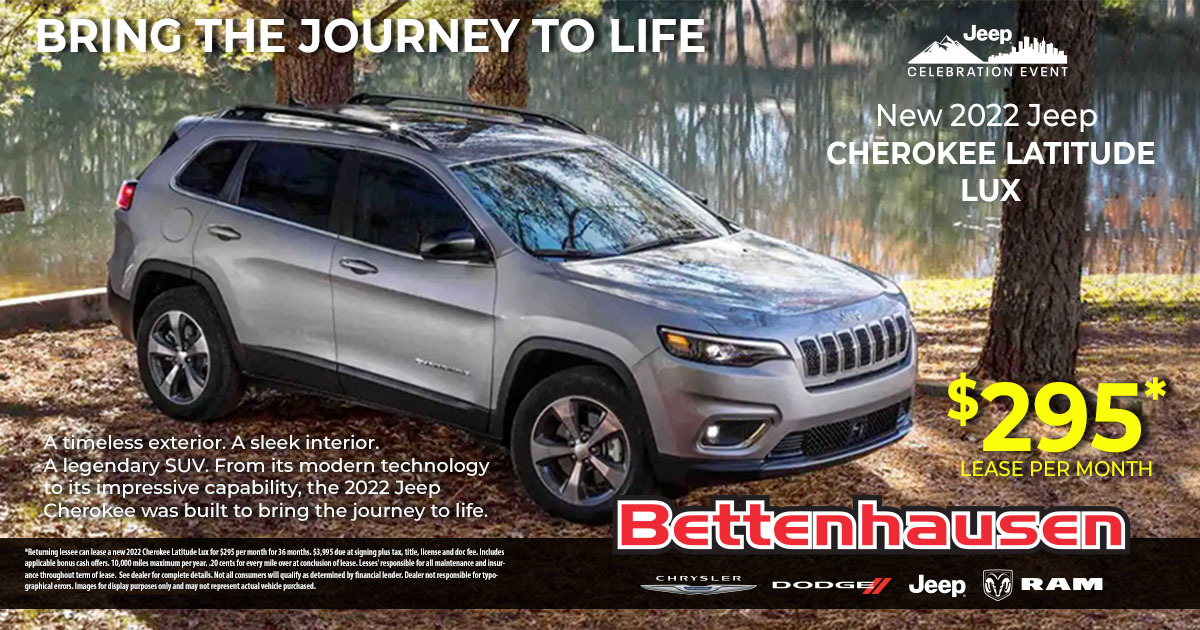 BRING THE JOURNEY TO LIFE
Jeep
CELEBRATION EVENT
New 2022 Jeep
CHEROKEE LATITUDE
LUX
$295*
LEASE PER MONTH
A timeless exterior. A sleek interior.
A legendary SUV. From its modern technology
to its impressive capability, the 2022 Jeep
Cherokee was built to bring the journey to life.
Bettenhausen
*Returning lessee can lease a new 2022 Cherokee Latitude Lux for $295 per month for 36 months. $3,995 due at signing plus tax, title, license and doc fee. Includes
applicable bonus cash offers. 10,000 miles maximum per year. .20 cents for every mile over at conclusion of lease. Lesses' responsible for all maintenance and insur-
ance throughout term of lease. See dealer for complete details. Not all consumers will qualify as determined by financial lender. Dealer not responsible for typo-
graphical errors. Images for display purposes only and may not represent actual vehicle purchased.
CHRYSLER DODGE Jeep RAM